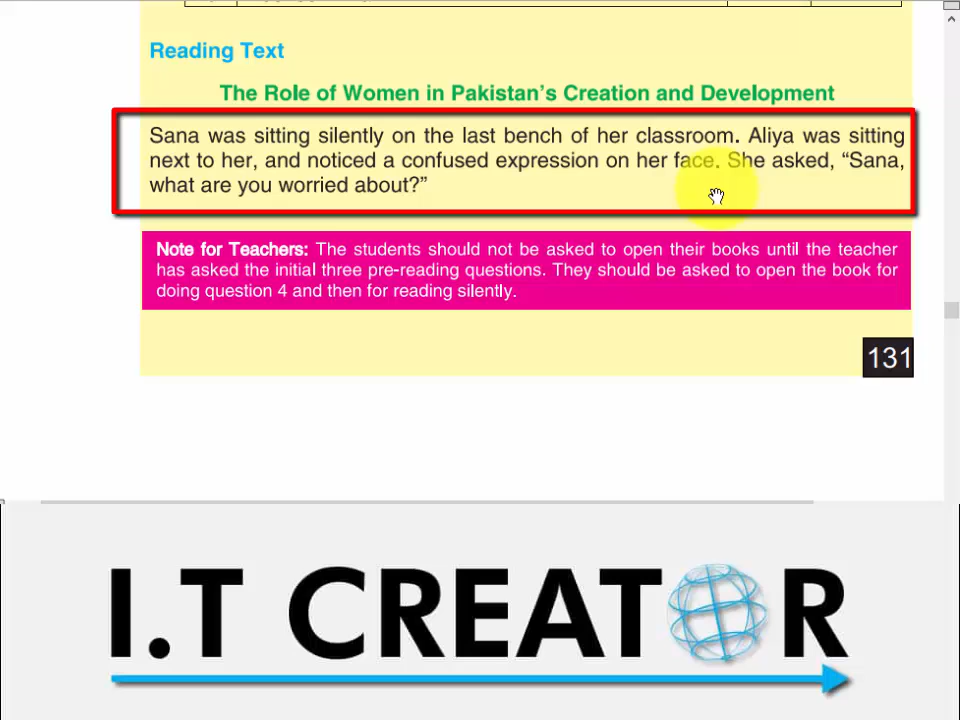 Reading Text
The Role of Women in Pakistan's Creation and Development
Sana was sitting silently on the last bench of her classroom. Aliya was sitting
next to her, and noticed a confused expression on her face. She asked, “Sana,
what are you worried about?”
Note for Teachers: The students should not be asked to open their books until the teacher
has asked the initial three pre-reading questions. They should be asked to open the book for
doing question 4 and then for reading silently.
131
I.T CREATOR